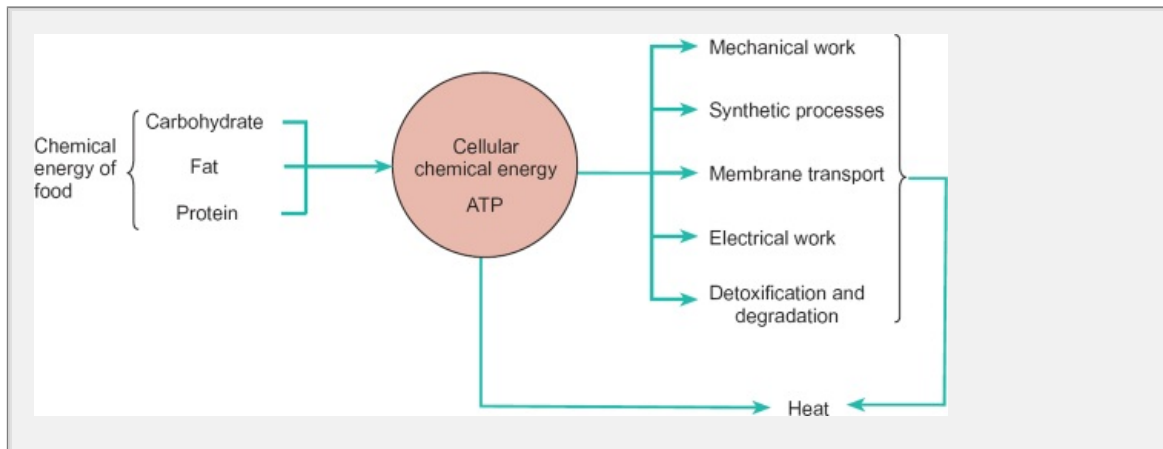 Chemical
energy of
food
Carbohydrate
Fat
Protein
Cellular
chemical energy
ATP
Mechanical work
Synthetic processes
Membrane transport
Electrical work
Detoxification and
degradation
Heat